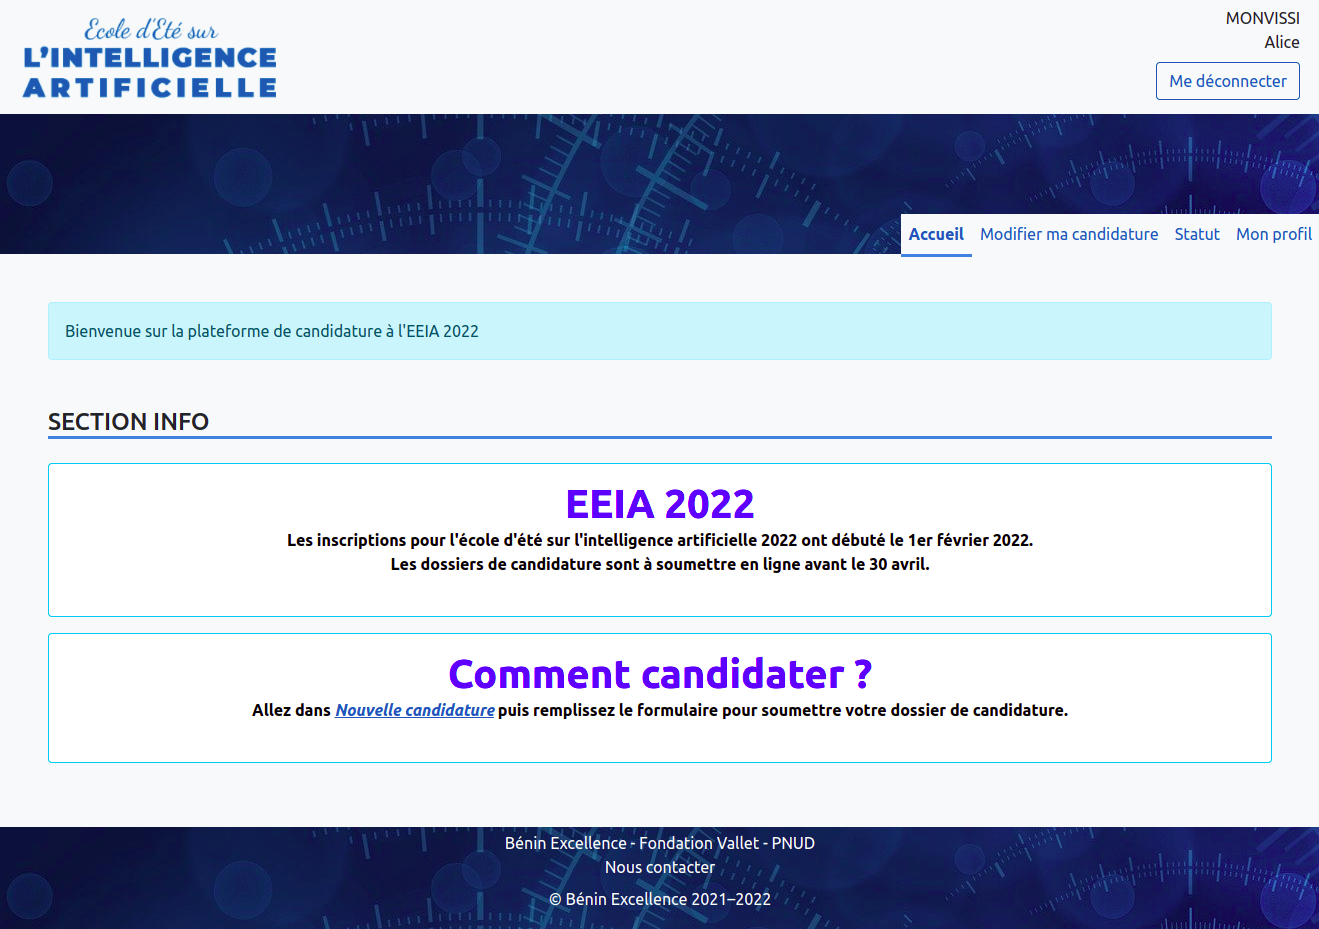 Ecole d'Eté sur
L'INTELLIGENCE
ARTIFICIELLE
MONVISSI
Alice
Me déconnecter
Accueil Modifier ma candidature Statut Mon profil
Bienvenue sur la plateforme de candidature à l'EEIA 2022
SECTION INFO
EEIA 2022
Les inscriptions pour l'école d'été sur l'intelligence artificielle 2022 ont débuté le 1er février 2022.
Les dossiers de candidature sont à soumettre en ligne avant le 30 avril.
Comment candidater ?
Allez dans Nouvelle candidature puis remplissez le formulaire pour soumettre votre dossier de candidature.
Bénin Excellence - Fondation Vallet - PNUD
Nous contacter
© Bénin Excellence 2021–2022